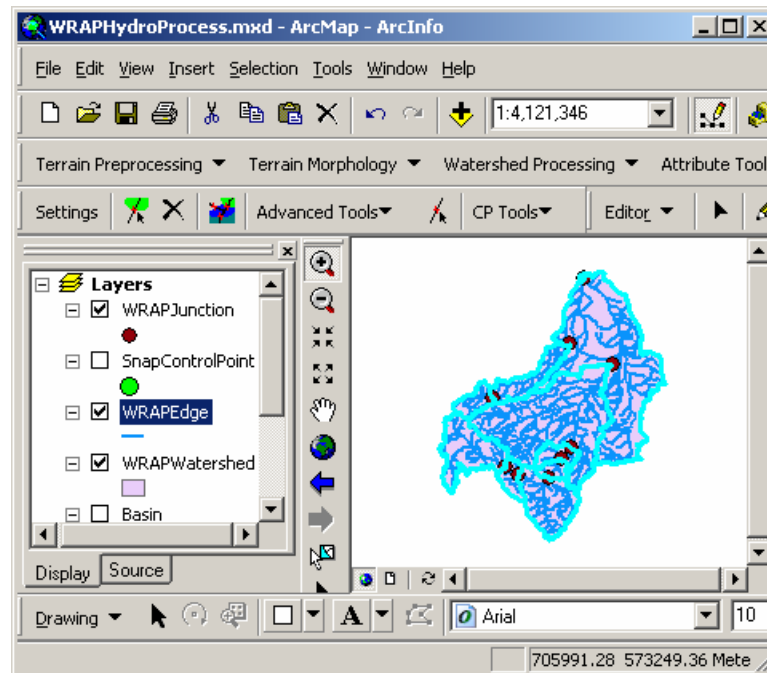 WRAPHydroProcess.mxd - ArcMap - ArcInfo
File Edit View Insert Selection Tools Window Help
1:4,121,346
Terrain Preprocessing Terrain Morphology Watershed Processing Attribute Tool
Settings Advanced Tools CP Tools Editor
Layers
WRAPJunction
SnapControlPoint
WRAPEdge
WRAPWatershed
Basin
Display Source
Drawing A Arial 10
705991.28 573249.36 Mete